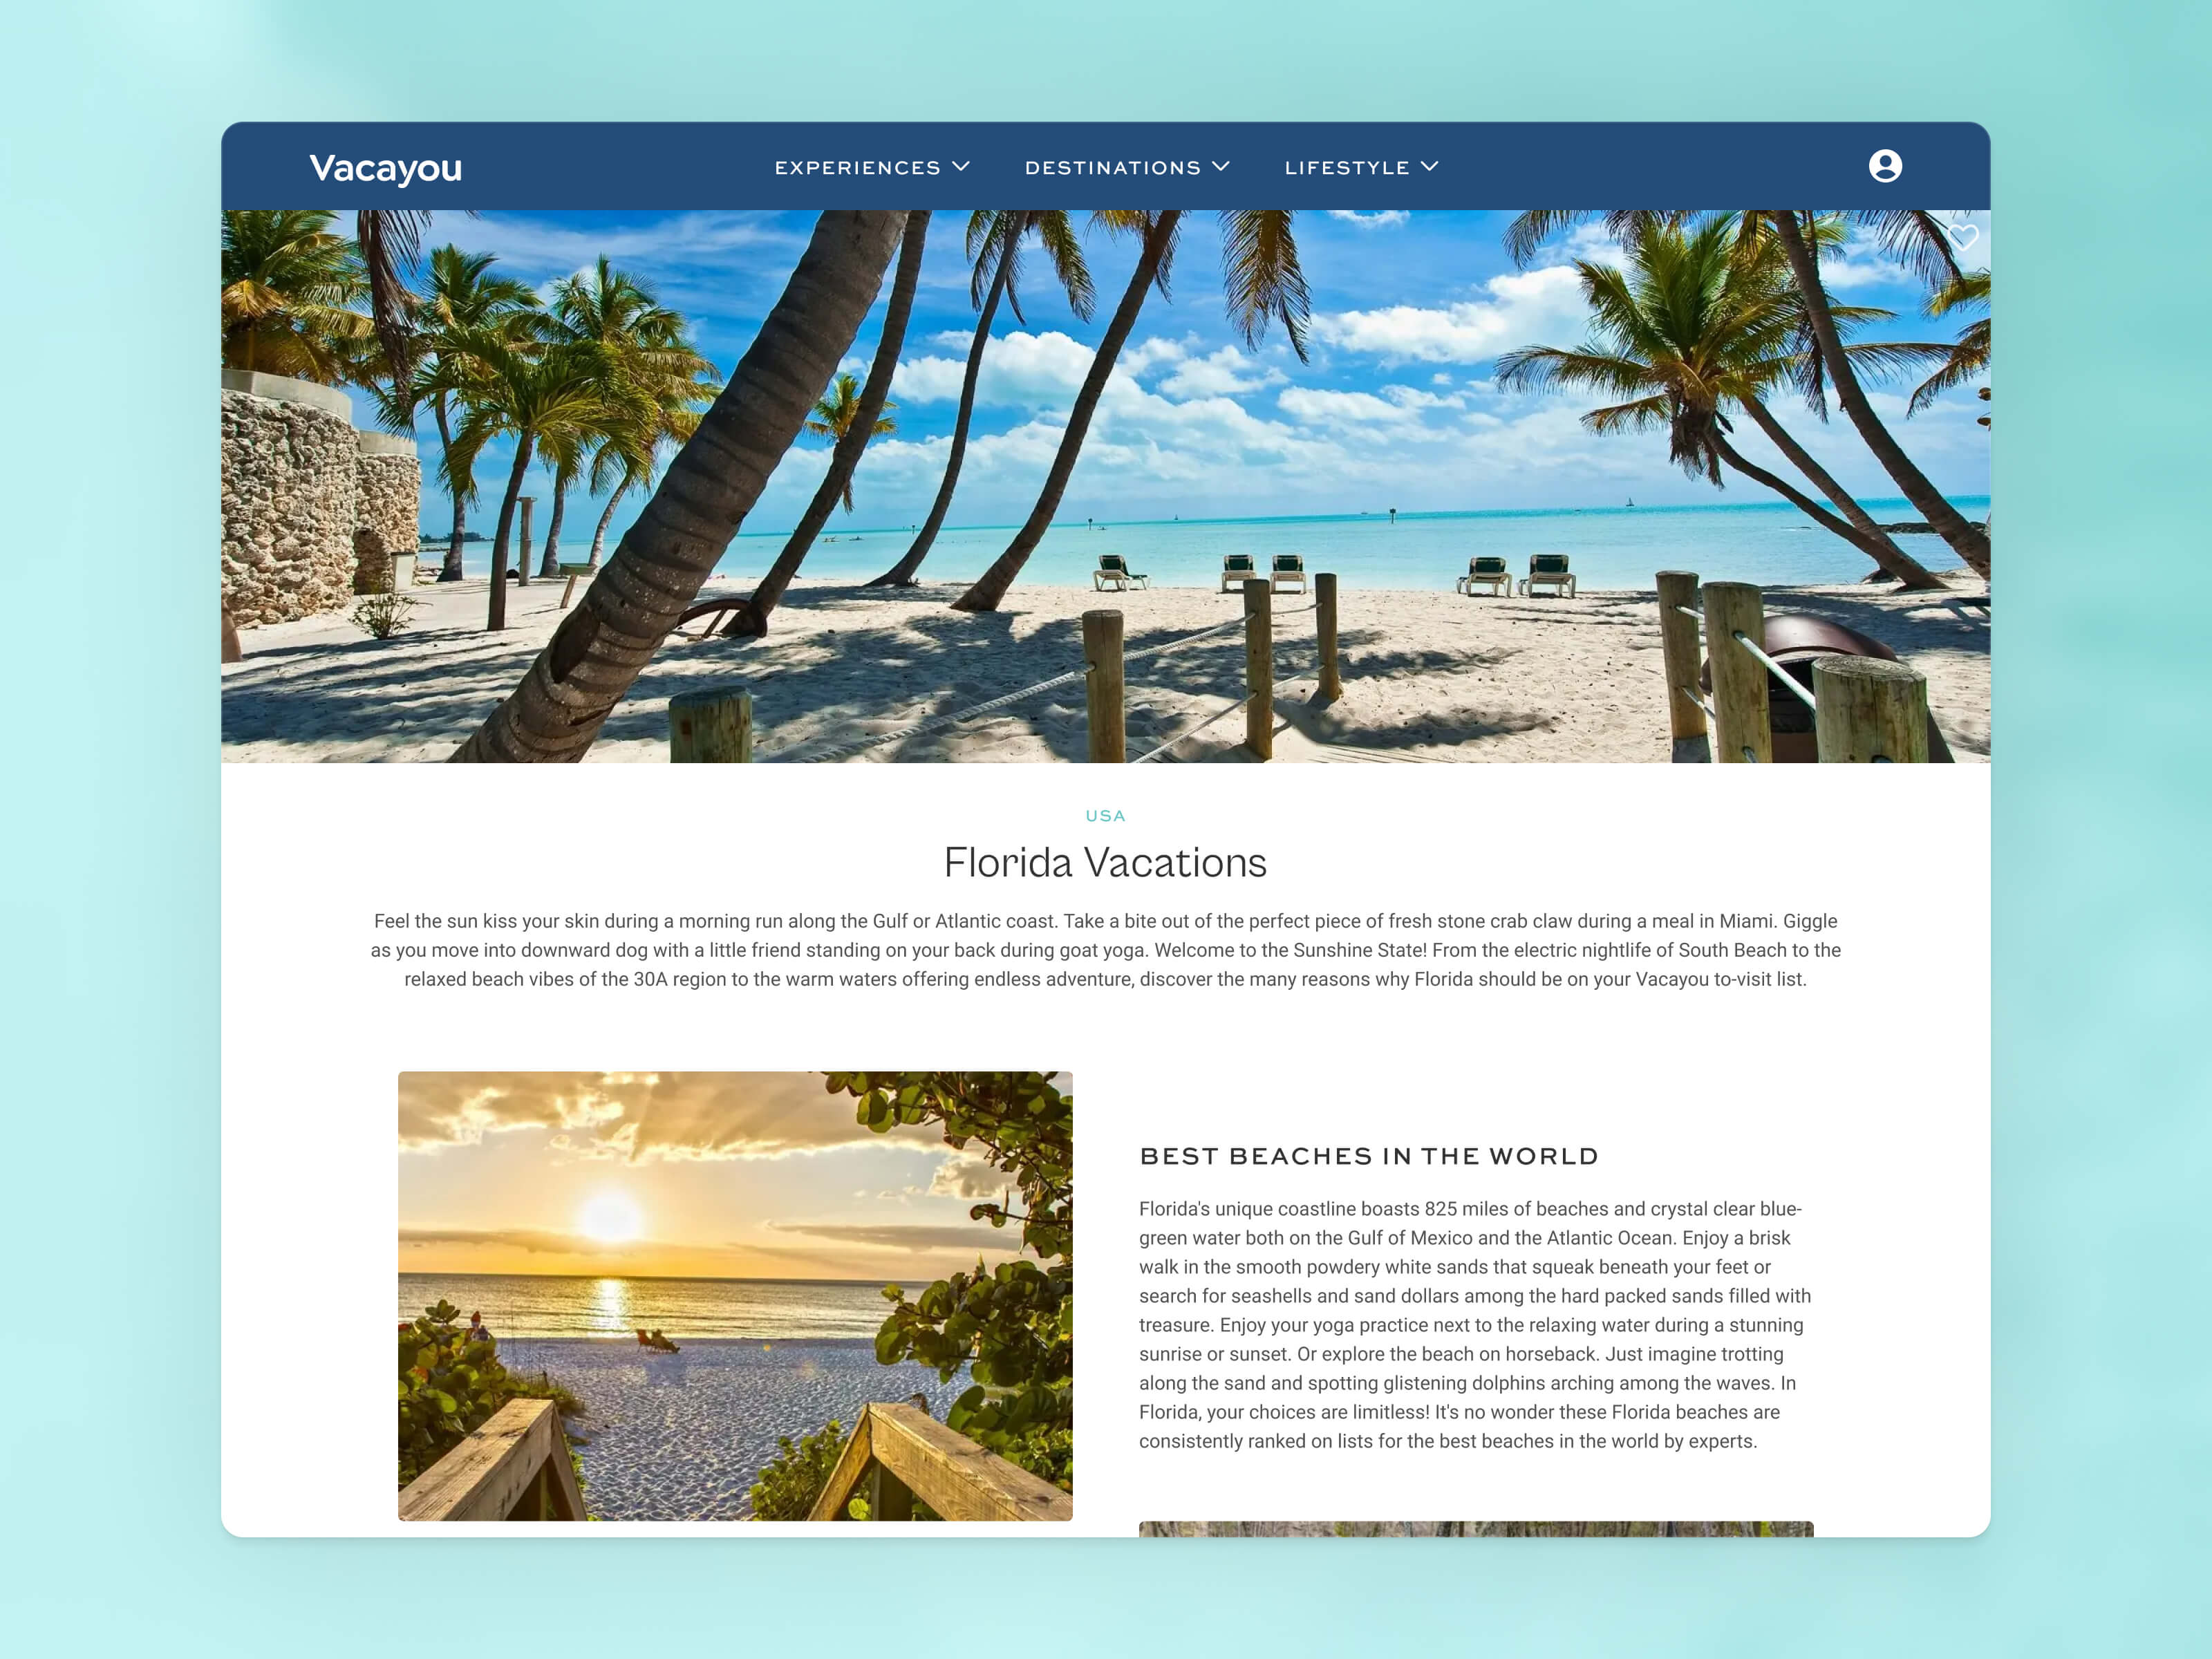 Vacayou
EXPERIENCES
DESTINATIONS
LIFESTYLE
USA
Florida Vacations
Feel the sun kiss your skin during a morning run along the Gulf or Atlantic coast. Take a bite out of the perfect piece of fresh stone crab claw during a meal in Miami. Giggle
as you move into downward dog with a little friend standing on your back during goat yoga. Welcome to the Sunshine State! From the electric nightlife of South Beach to the
relaxed beach vibes of the 30A region to the warm waters offering endless adventure, discover the many reasons why Florida should be on your Vacayou to-visit list.
BEST BEACHES IN THE WORLD
Florida's unique coastline boasts 825 miles of beaches and crystal clear blue-
green water both on the Gulf of Mexico and the Atlantic Ocean. Enjoy a brisk
walk in the smooth powdery white sands that squeak beneath your feet or
search for seashells and sand dollars among the hard packed sands filled with
treasure. Enjoy your yoga practice next to the relaxing water during a stunning
sunrise or sunset. Or explore the beach on horseback. Just imagine trotting
along the sand and spotting glistening dolphins arching among the waves. In
Florida, your choices are limitless! It's no wonder these Florida beaches are
consistently ranked on lists for the best beaches in the world by experts.